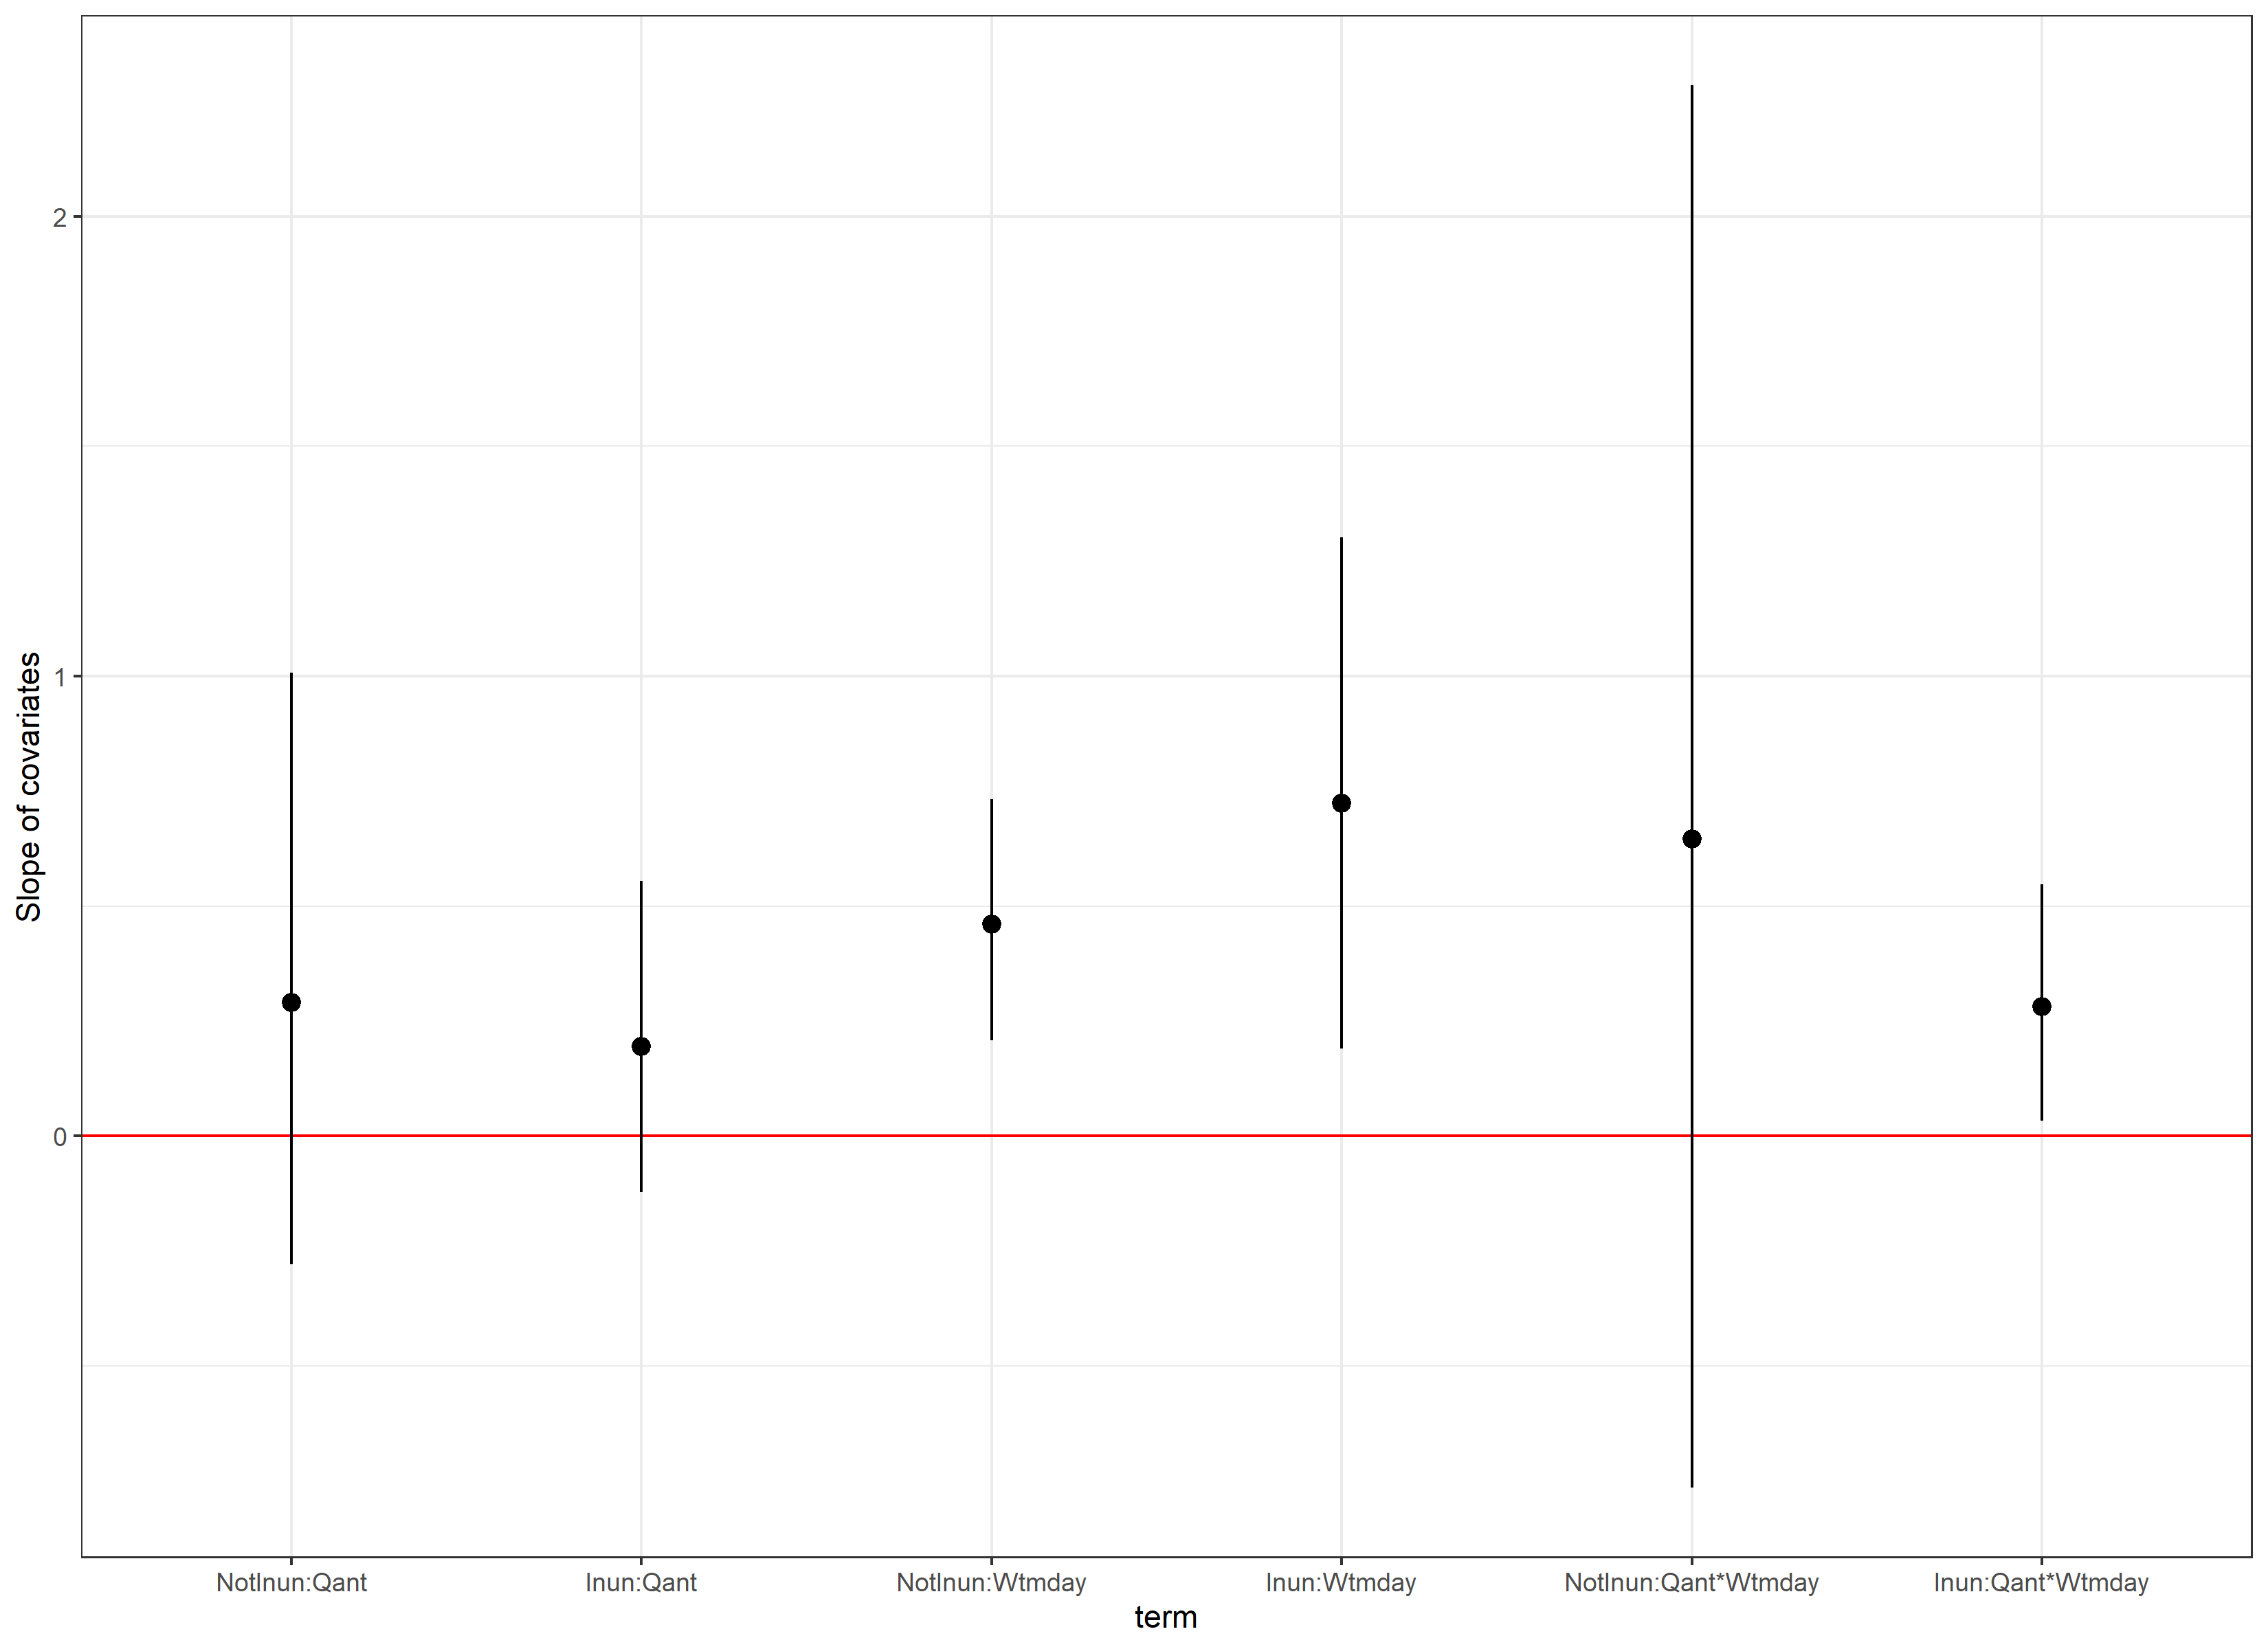 Slope of covariates
2
1
0
NotInun:Qant Inun:Qant NotInun:Wtmday Inun:Wtmday NotInun:Qant*Wtmday Inun:Qant*Wtmday
term